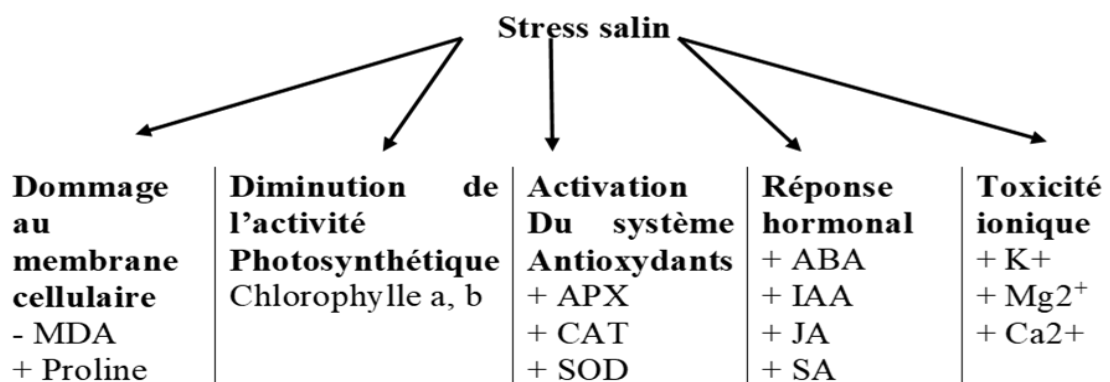 Stress salin
Dommage
au
membrane
cellulaire
- MDA
+ Proline
Diminution de
l'activité
Photosynthétique
Chlorophylle a, b
Activation
Du système
Antioxydants
+ APX
+ CAT
+ SOD
Réponse
hormonal
+ ABA
+ IAA
+ JA
+ SA
Toxicité
ionique
+ K+
+ Mg2⁺
+ Ca2+